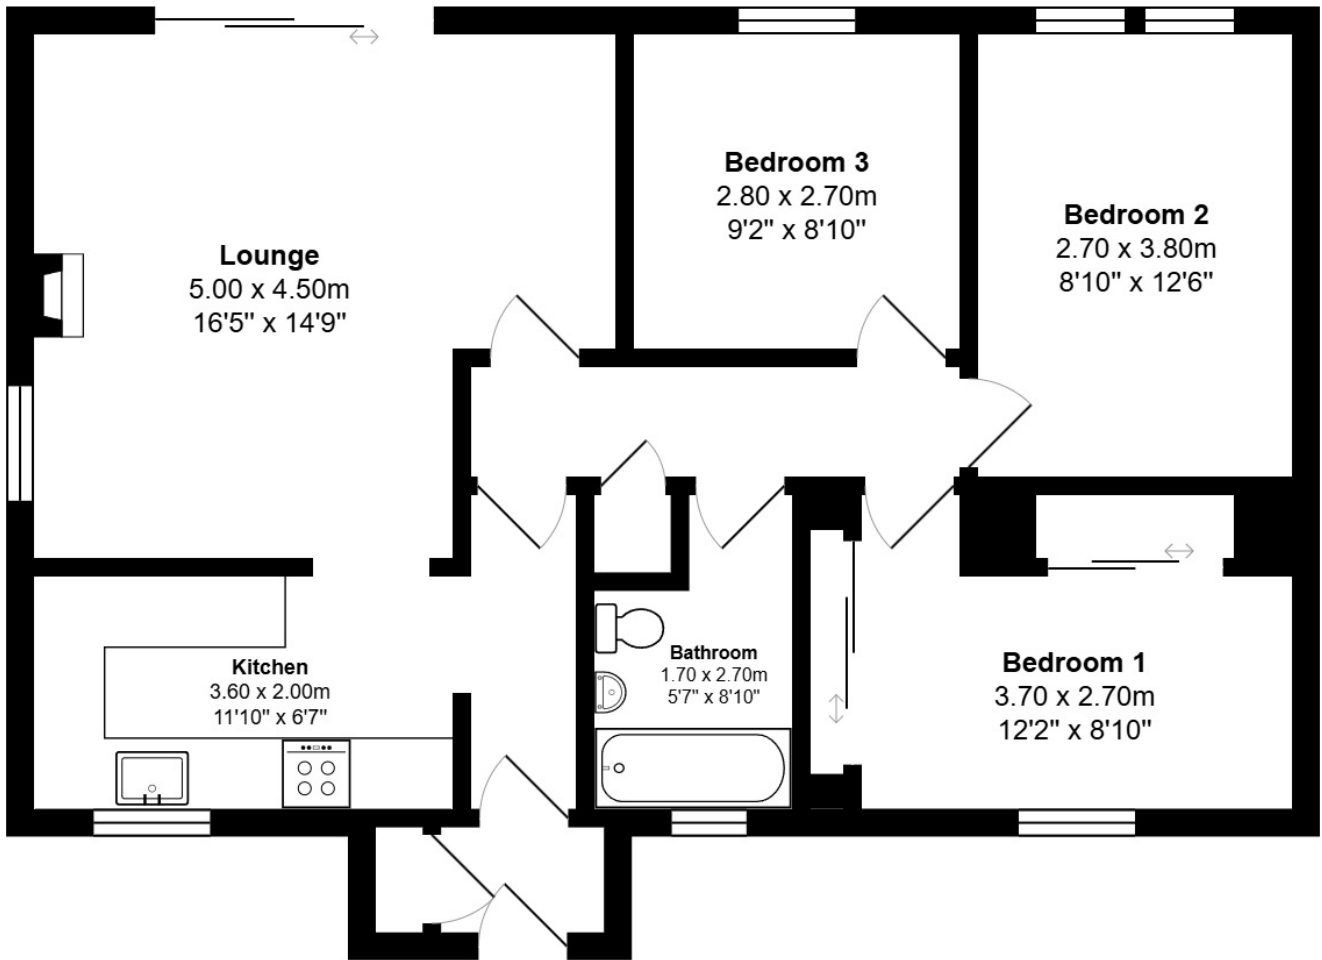 Bedroom 3
2.80 x 2.70m
9'2" x 8'10"
Bedroom 2
2.70 x 3.80m
8'10" x 12'6"
Lounge
5.00 x 4.50m
16'5" x 14'9"
Kitchen
3.60 x 2.00m
11'10" x 6'7"
Bathroom
1.70 x 2.70m
5'7" x 8'10"
Bedroom 1
3.70 x 2.70m
12'2" x 8'10"